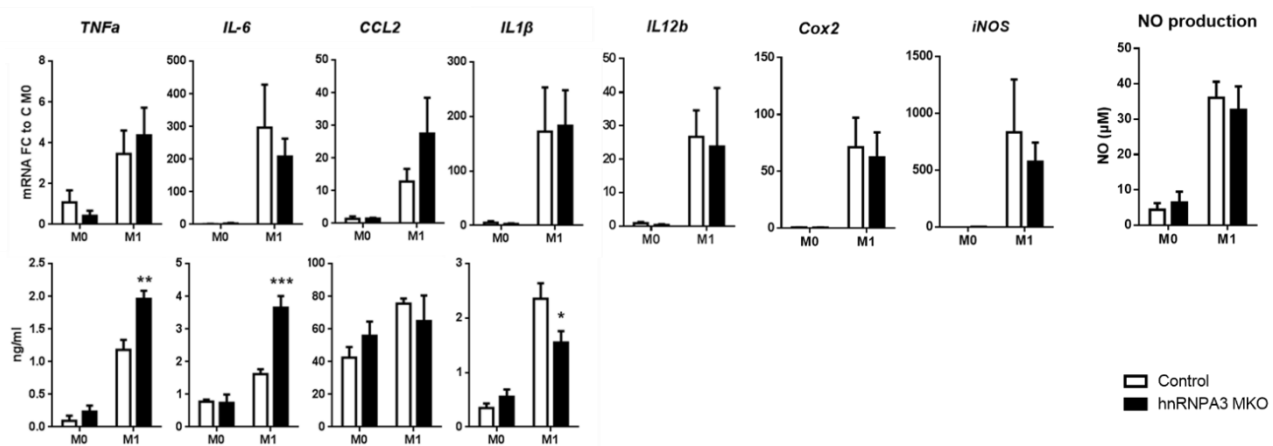 TNFa
IL-6
CCL2
IL1β
IL12b
Cox2
iNOS
NO production
mRNA FC to C M0
8
6
4
2
0
M0 M1
500
400
300
200
100
0
M0 M1
50
40
30
20
10
0
M0 M1
300
200
100
0
M0 M1
50
40
30
20
10
0
M0 M1
150
100
50
0
M0 M1
1500
1000
500
0
M0 M1
NO (µM)
50
40
30
20
10
0
M0 M1
ng/ml
2.5
2.0
1.5
1.0
0.5
0.0
**
M0 M1
5
4
3
2
1
0
***
M0 M1
100
80
60
40
20
0
M0 M1
3
2
1
0
*
M0 M1
Control
hnRNPA3 MKO